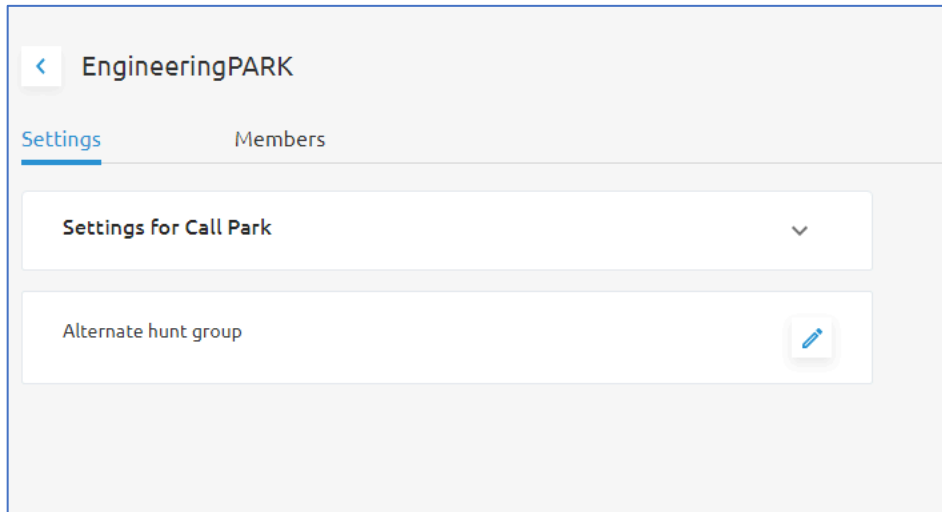 EngineeringPARK
Settings Members
Settings for Call Park
Alternate hunt group